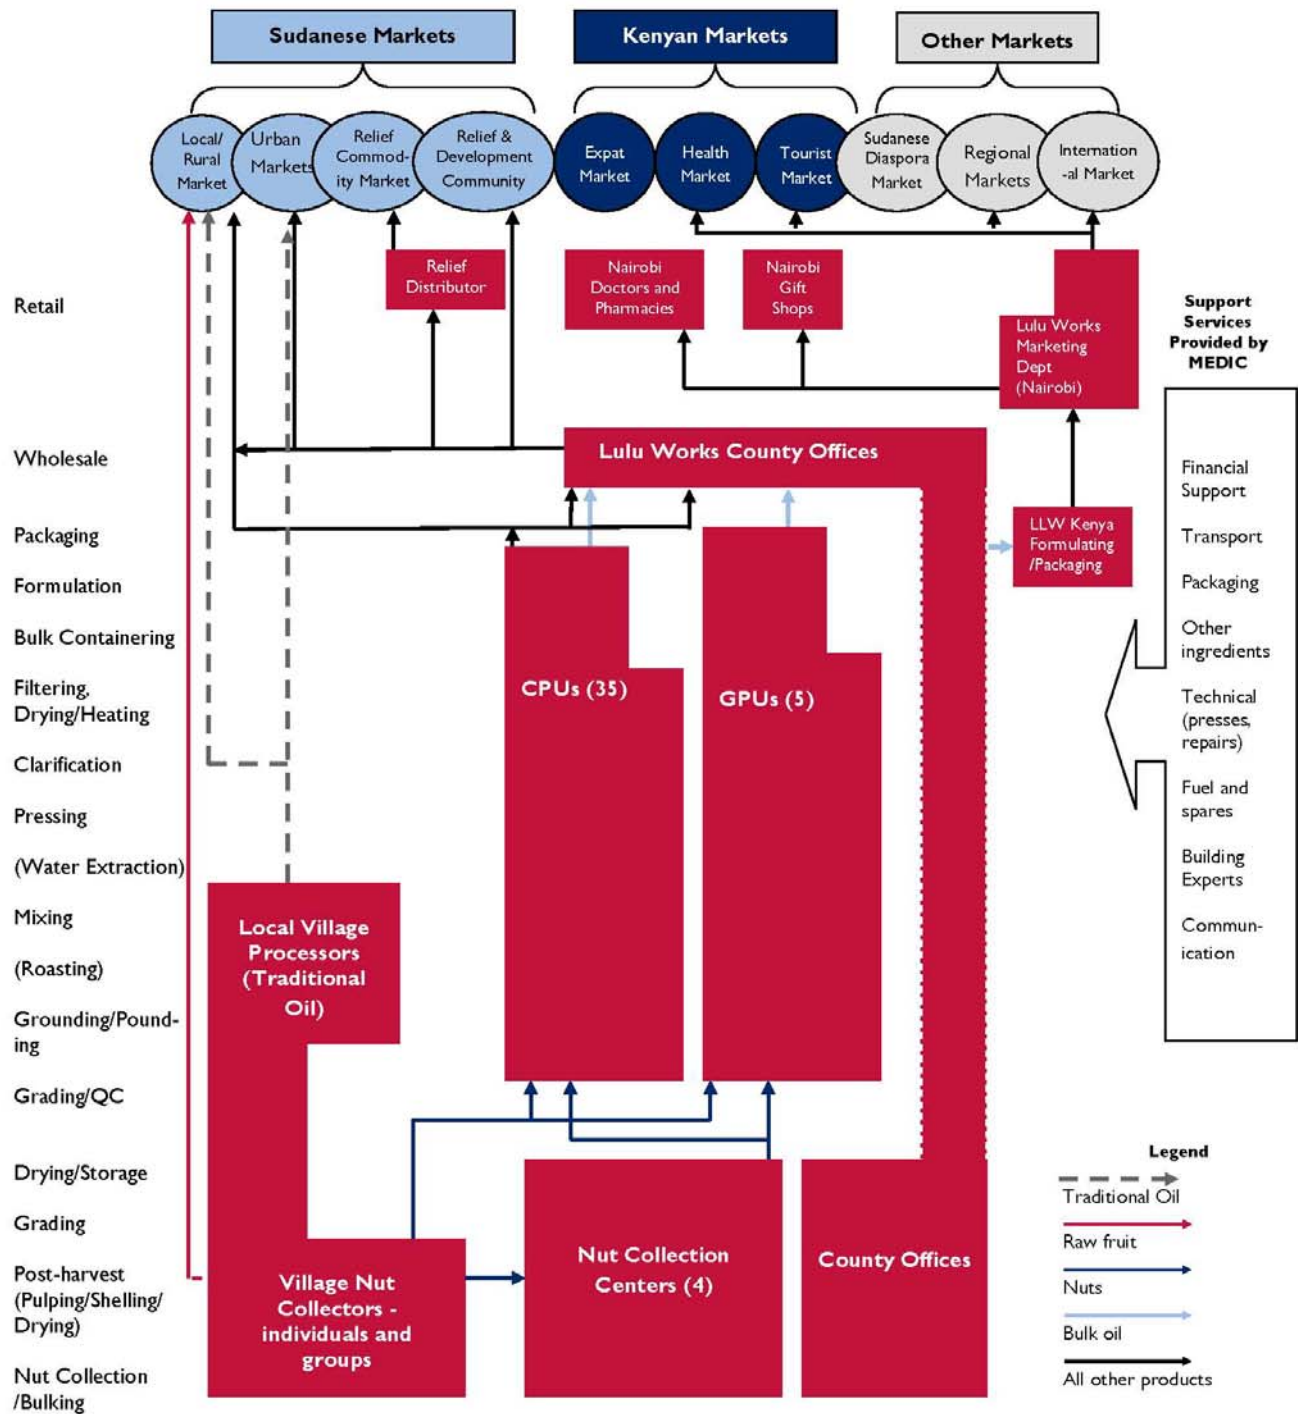 Sudanese Markets
Kenyan Markets
Other Markets
Local/
Rural
Market
Urban
Markets
Relief
Commod-
ity Market
Relief &
Development
Community
Expat
Market
Health
Market
Tourist
Market
Sudanese
Diaspora
Market
Regional
Markets
Internation
-al Market
Relief
Distributor
Nairobi
Doctors and
Pharmacies
Nairobi
Gift
Shops
Lulu Works
Marketing
Dept
(Nairobi)
Support
Services
Provided by
MEDIC
Retail
Wholesale
Packaging
Formulation
Bulk Containering
Filtering,
Drying/Heating
Clarification
Pressing
(Water Extraction)
Mixing
(Roasting)
Grounding/Pound-
ing
Grading/QC
Drying/Storage
Grading
Post-harvest
(Pulping/Shelling/
Drying)
Nut Collection
/Bulking
Lulu Works County Offices
LLW Kenya
Formulating
/Packaging
CPUs (35)
GPUs (5)
Local Village
Processors
(Traditional
Oil)
Village Nut
Collectors -
individuals and
groups
Nut Collection
Centers (4)
County Offices
Financial
Support
Transport
Packaging
Other
ingredients
Technical
(presses,
repairs)
Fuel and
spares
Building
Experts
Commun-
ication
Legend
Traditional Oil
Raw fruit
Nuts
Bulk oil
All other products